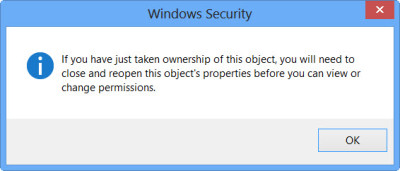 Windows Security
If you have just taken ownership of this object, you will need to
close and reopen this object's properties before you can view or
change permissions.
OK